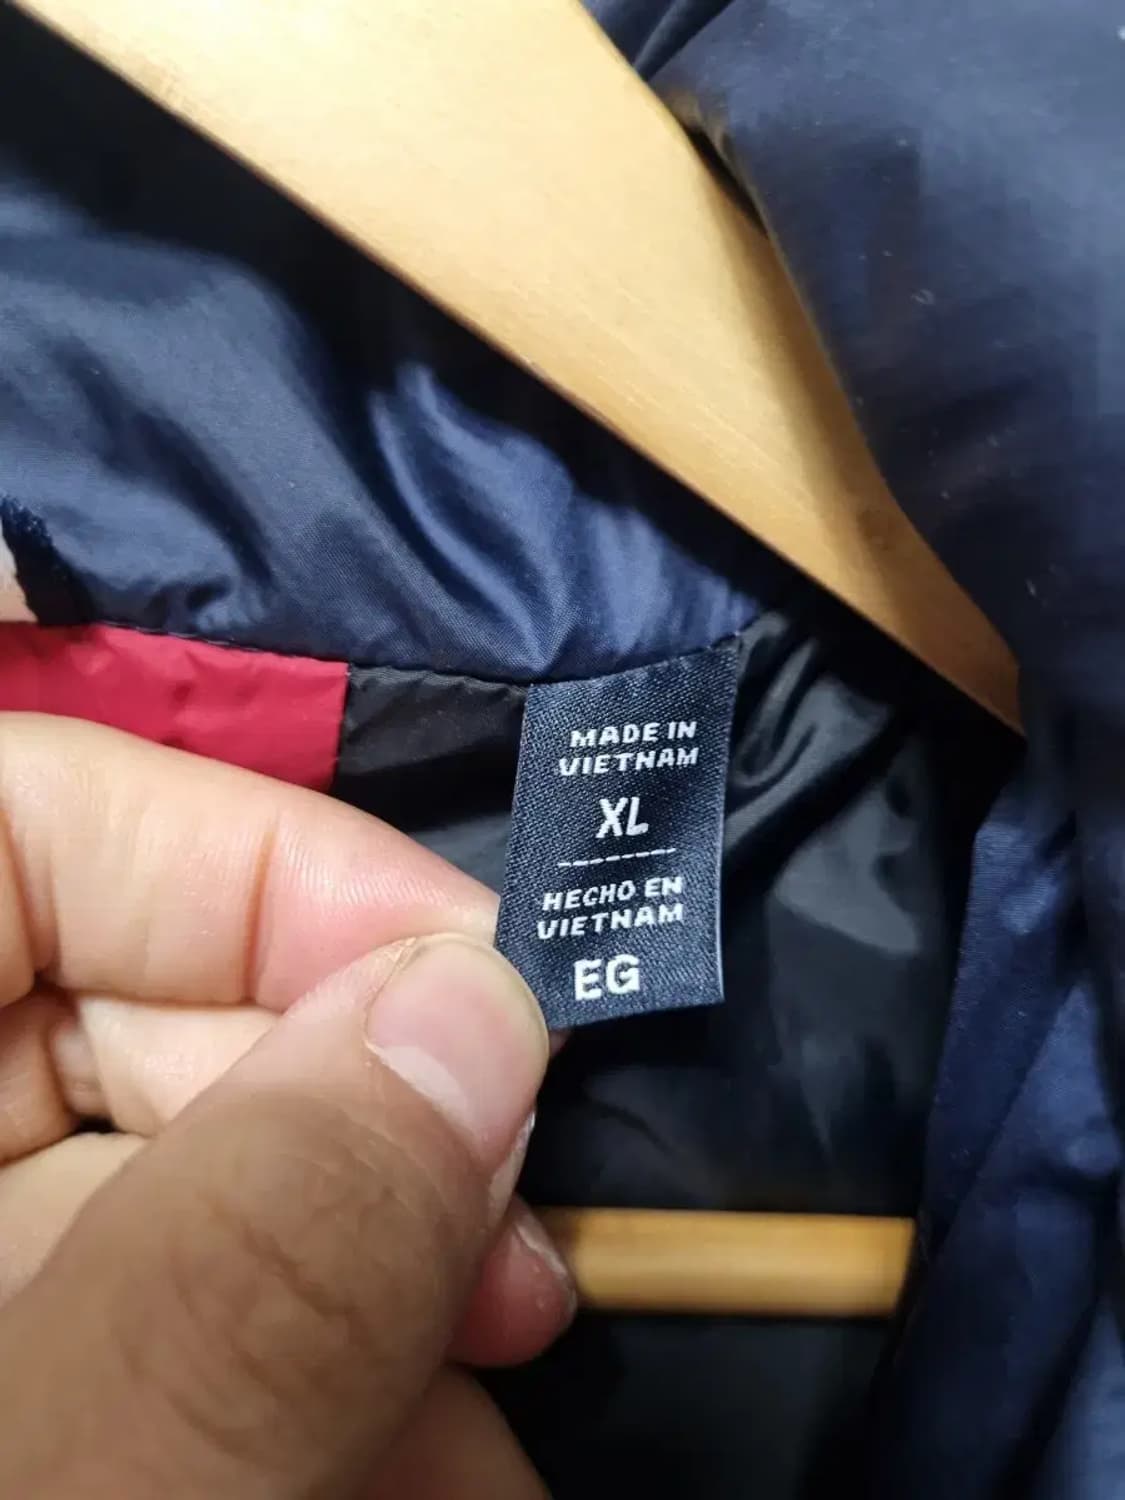 MADE IN
VIETNAM
XL
HECHO EN
VIETNAM
EG